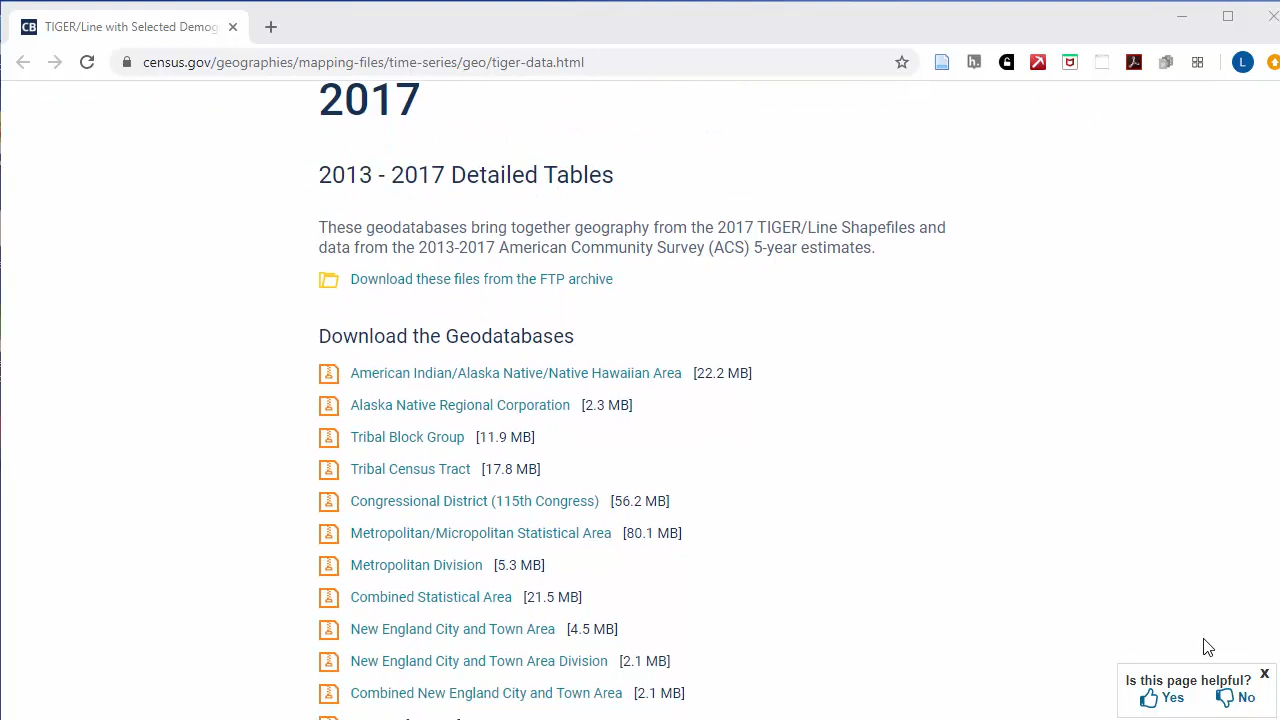 CB TIGER/Line with Selected Demog
census.gov/geographies/mapping-files/time-series/geo/tiger-data.html
L
2017
2013 - 2017 Detailed Tables
These geodatabases bring together geography from the 2017 TIGER/Line Shapefiles and
data from the 2013-2017 American Community Survey (ACS) 5-year estimates.
Download these files from the FTP archive
Download the Geodatabases
American Indian/Alaska Native/Native Hawaiian Area [22.2 MB]
Alaska Native Regional Corporation [2.3 MB]
Tribal Block Group [11.9 MB]
Tribal Census Tract [17.8 MB]
Congressional District (115th Congress) [56.2 MB]
Metropolitan/Micropolitan Statistical Area [80.1 MB]
Metropolitan Division [5.3 MB]
Combined Statistical Area [21.5 MB]
New England City and Town Area [4.5 MB]
New England City and Town Area Division [2.1 MB]
Combined New England City and Town Area [2.1 MB]
Is this page helpful? X
Yes No